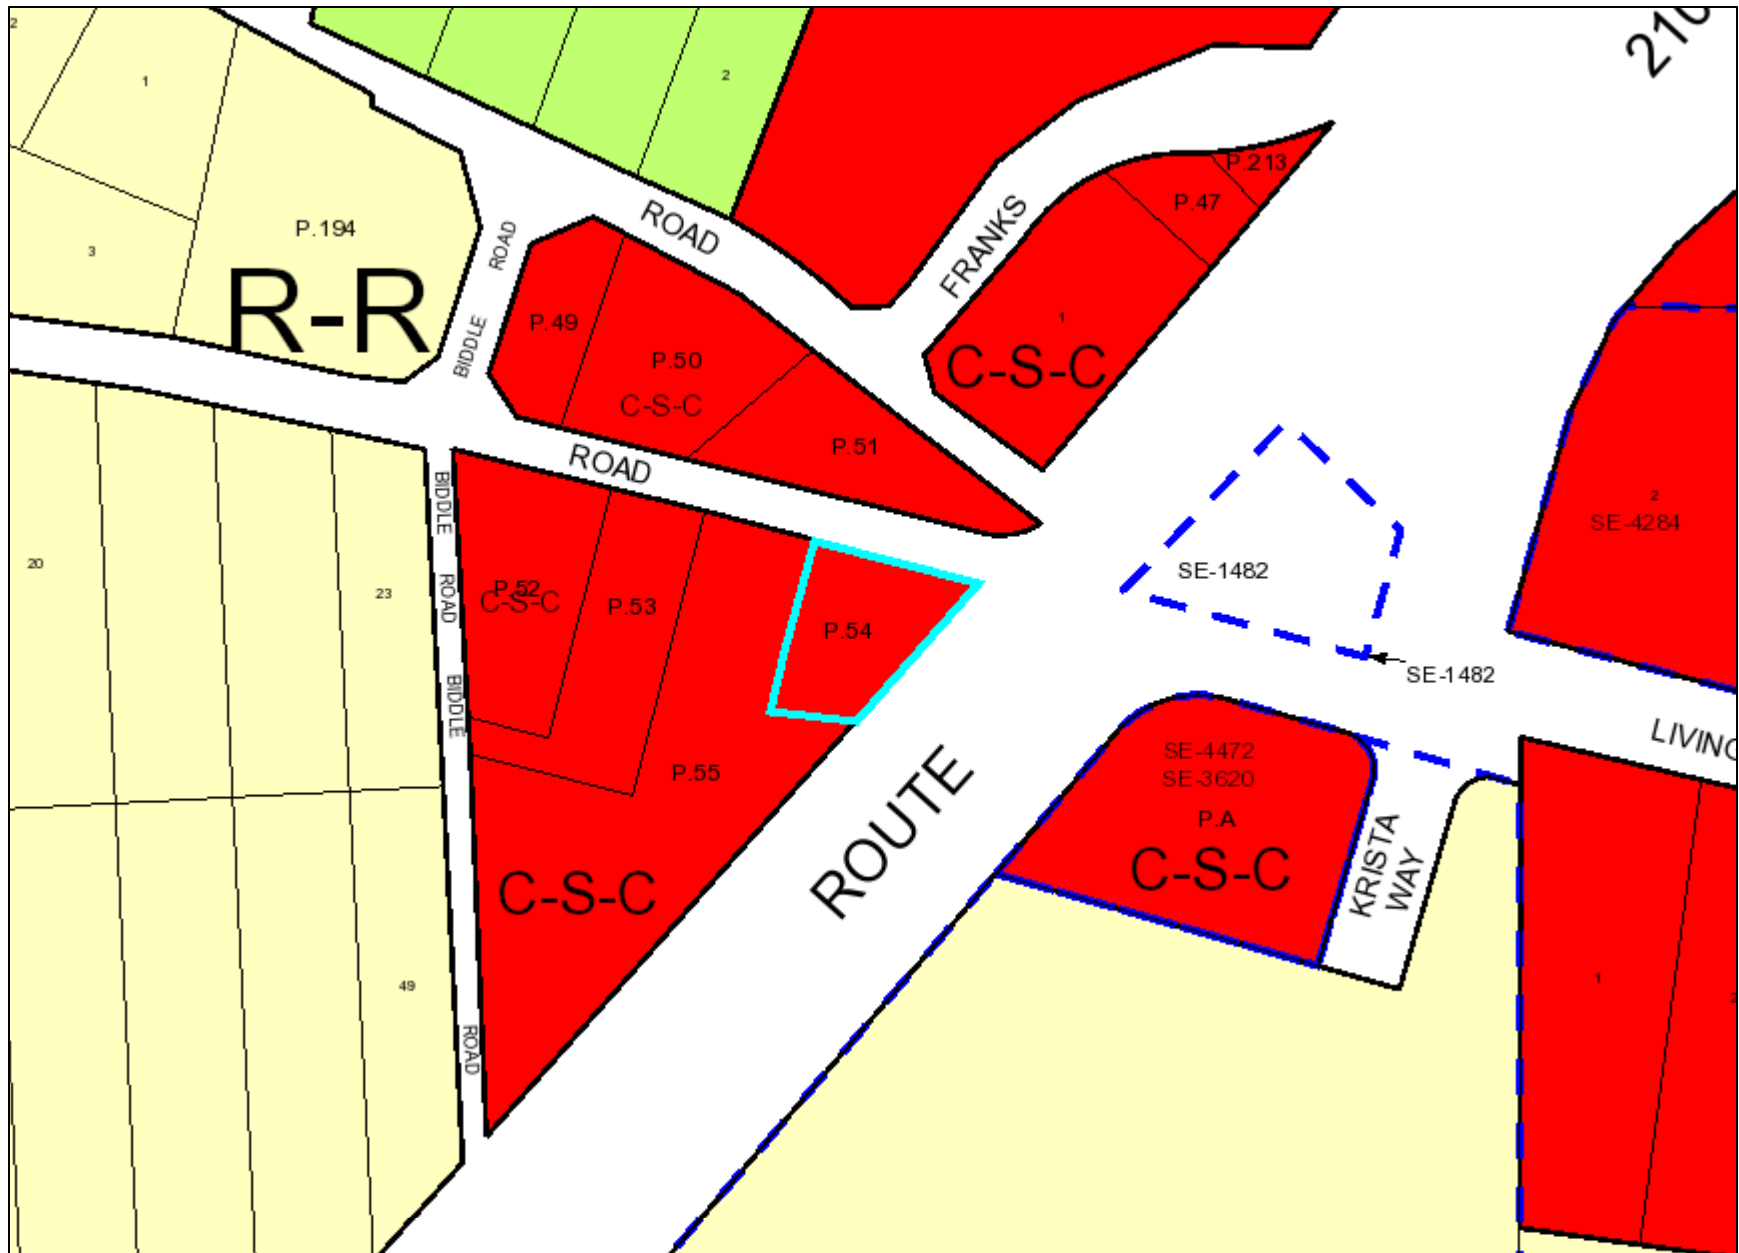 2
1
2
210
P.213
P.47
P.194
3
ROAD
ROAD
FRANKS
R-R
BIDDLE
P.49
P.50
C-S-C
1
C-S-C
P.51
ROAD
BIDDLE
2
SE-4284
20
23
ROAD
P.52
C-S-C
P.53
P.54
SE-1482
SE-1482
BIDDLE
P.55
ROUTE
SE-4472
SE-3620
P.A
C-S-C
KRISTA
WAY
LIVING
C-S-C
49
ROAD
1
2